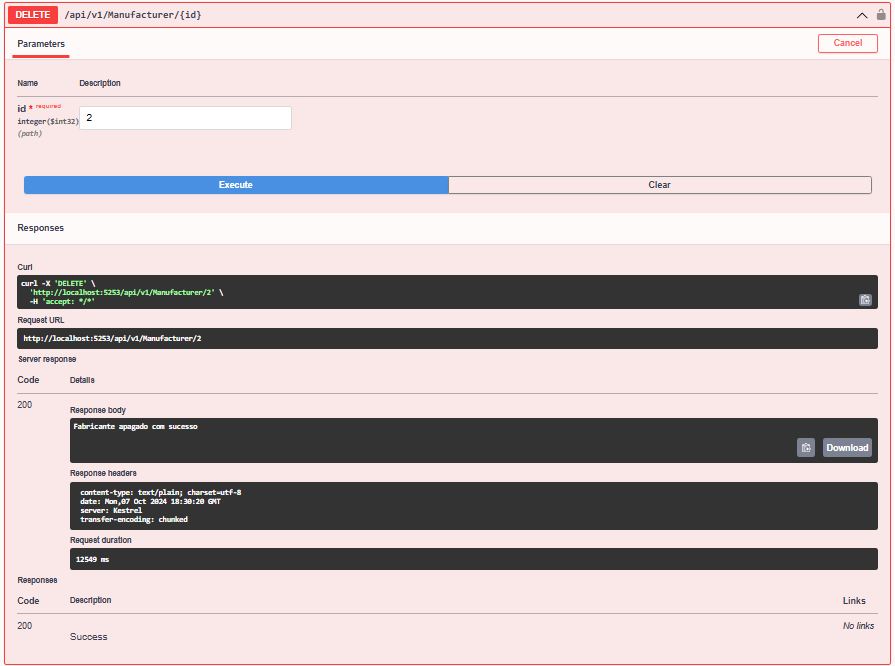 DELETE /api/v1/Manufacturer/{id}
Parameters Cancel
Name Description
id * required
integer($int32) 2
(path)
Execute Clear
Responses
Curl
curl -X 'DELETE' \
'http://localhost:5253/api/v1/Manufacturer/2' \
-H 'accept: */*'
Request URL
http://localhost:5253/api/v1/Manufacturer/2
Server response
Code Details
200
Response body
Fabricante apagado com sucesso
Download
Response headers
content-type: text/plain; charset=utf-8
date: Mon,07 Oct 2024 18:30:20 GMT
server: Kestrel
transfer-encoding: chunked
Request duration
12549 ms
Responses
Code Description Links
200 No links
Success